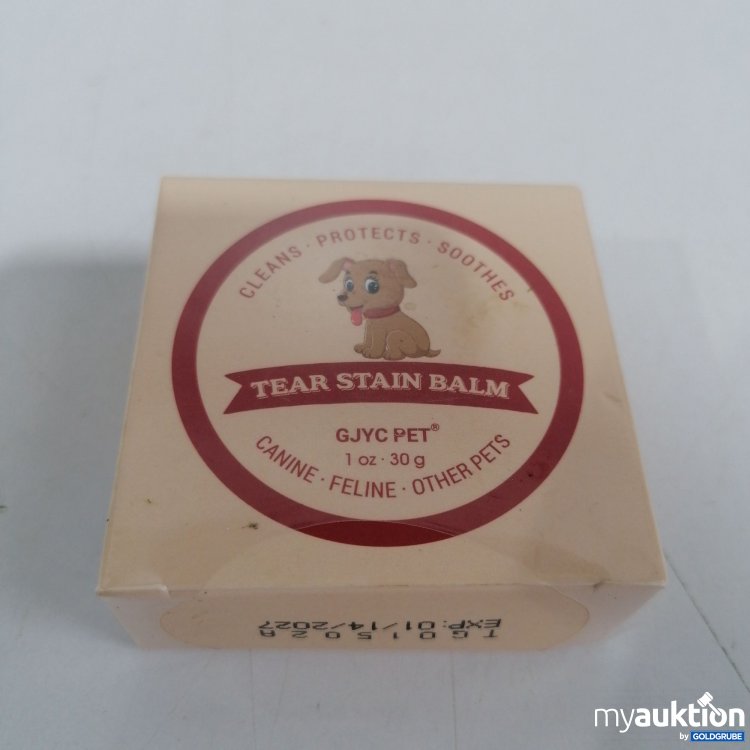 CLEANS · PROTECTS · SOOTHES
TEAR STAIN BALM
GJYC PET®
1 oz · 30 g
CANINE · FELINE · OTHER PETS
TG01502A
EXP:01/14/2027
myauktion
by GOLDGRUBE